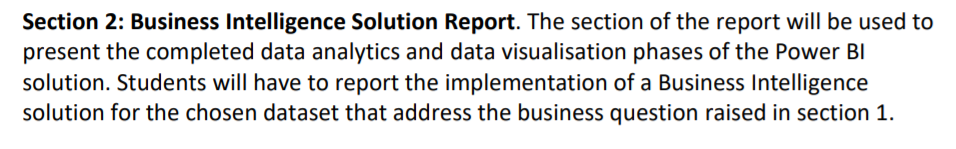 Section 2: Business Intelligence Solution Report. The section of the report will be used to
present the completed data analytics and data visualisation phases of the Power BI
solution. Students will have to report the implementation of a Business Intelligence
solution for the chosen dataset that address the business question raised in section 1.